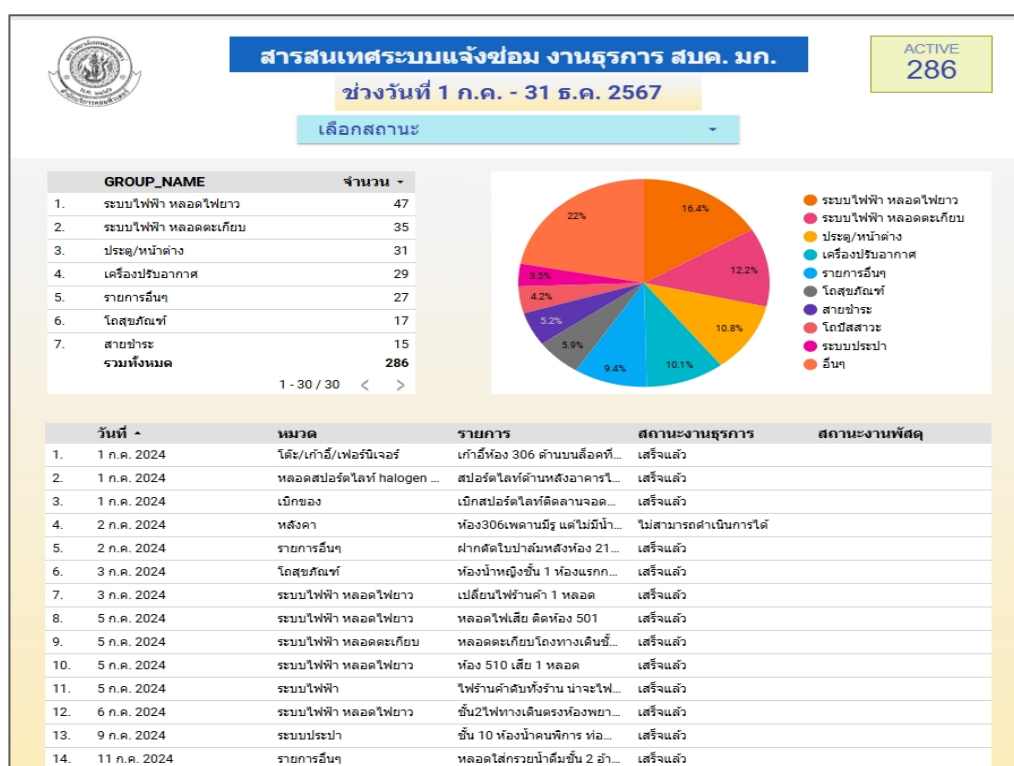 สารสนเทศระบบแจ้งซ่อม งานธุรการ สบค. มก.
ช่วงวันที่ 1 ก.ค. - 31 ธ.ค. 2567
ACTIVE
286
เลือกสถานะ
GROUP_NAME จำนวน
1. ระบบไฟฟ้า หลอดไฟยาว 47
2. ระบบไฟฟ้า หลอดตะเกียบ 35
3. ประตู/หน้าต่าง 31
4. เครื่องปรับอากาศ 29
5. รายการอื่นๆ 27
6. โถสุขภัณฑ์ 17
7. สายชำระ 15
รวมทั้งหมด 286
1 - 30 / 30 < >
16.4%
12.2%
10.8%
10.1%
9.4%
5.9%
5.2%
4.2%
3.5%
22%
ระบบไฟฟ้า หลอดไฟยาว
ระบบไฟฟ้า หลอดตะเกียบ
ประตู/หน้าต่าง
เครื่องปรับอากาศ
รายการอื่นๆ
โถสุขภัณฑ์
สายชำระ
โถปัสสาวะ
ระบบประปา
อื่นๆ
วันที่ หมวด รายการ สถานะงานธุรการ สถานะงานพัสดุ
1. 1 ก.ค. 2024 โต๊ะ/เก้าอี้/เฟอร์นิเจอร์ เก้าอี้ห้อง 306 ด้านบนล็อคที่... เสร็จแล้ว
2. 1 ก.ค. 2024 หลอดสปอร์ตไลท์ halogen ... สปอร์ตไลท์ด้านหลังอาคารไ... เสร็จแล้ว
3. 1 ก.ค. 2024 เบิกของ เบิกสปอร์ตไลท์ติดลานจอด... เสร็จแล้ว
4. 2 ก.ค. 2024 หลังคา ห้อง306เพดานมีรู แต่ไม่มีน้ำ... ไม่สามารถดำเนินการได้
5. 2 ก.ค. 2024 รายการอื่นๆ ฝากตัดใบปาล์มหลังห้อง 21... เสร็จแล้ว
6. 3 ก.ค. 2024 โถสุขภัณฑ์ ห้องน้ำหญิงชั้น 1 ห้องแรกก... เสร็จแล้ว
7. 3 ก.ค. 2024 ระบบไฟฟ้า หลอดไฟยาว เปลี่ยนไฟร้านค้า 1 หลอด เสร็จแล้ว
8. 5 ก.ค. 2024 ระบบไฟฟ้า หลอดไฟยาว หลอดไฟเสีย ติดห้อง 501 เสร็จแล้ว
9. 5 ก.ค. 2024 ระบบไฟฟ้า หลอดตะเกียบ หลอดตะเกียบโถงทางเดินชั้... เสร็จแล้ว
10. 5 ก.ค. 2024 ระบบไฟฟ้า หลอดไฟยาว ห้อง 510 เสีย 1 หลอด เสร็จแล้ว
11. 5 ก.ค. 2024 ระบบไฟฟ้า ไฟร้านค้าดับทั้งร้าน น่าจะไฟ... เสร็จแล้ว
12. 6 ก.ค. 2024 ระบบไฟฟ้า หลอดไฟยาว ชั้น2ไฟทางเดินตรงห้องพยา... เสร็จแล้ว
13. 9 ก.ค. 2024 ระบบประปา ชั้น 10 ห้องน้ำคนพิการ ท่อ... เสร็จแล้ว
14. 11 ก.ค. 2024 รายการอื่นๆ หลอดใส่กรวยน้ำดื่มชั้น 2 อ้า... เสร็จแล้ว